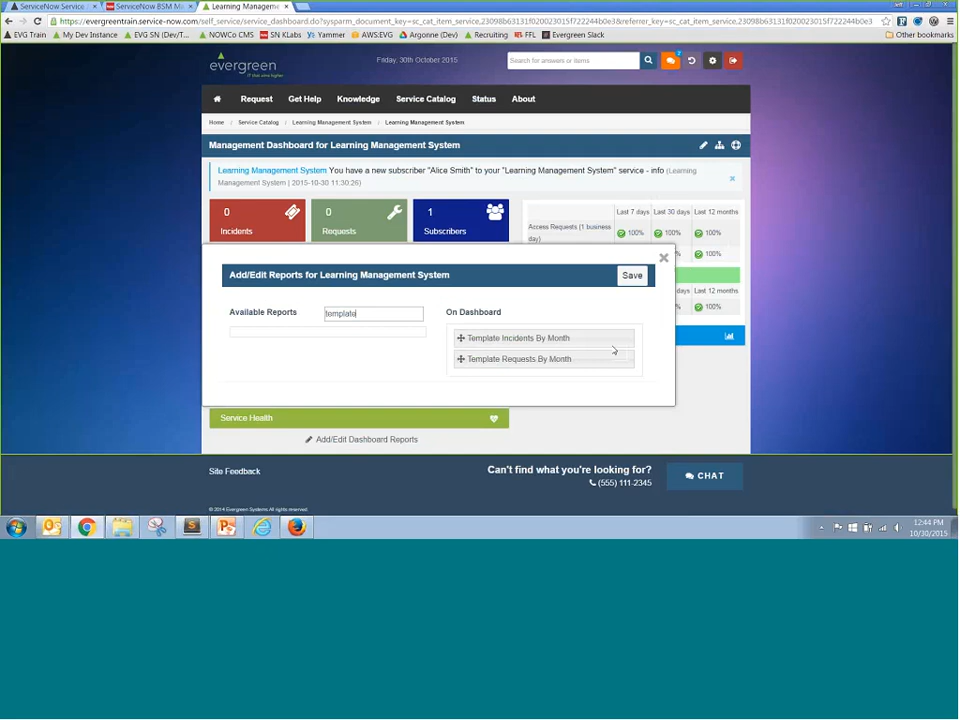 ServiceNow Service
ServiceNow BSM Ma
Learning Manageme
https://evergreentrain.service-now.com/self_service/service_dashboard.do?sysparm_document_key=sc_cat_item_service,23098b63131f020023015f722244b0e3&referrer_key=sc_cat_item_service,23098b63131f020023015f722244b0e3
EVG Train
My Dev Instance
EVG SN (Dev/T...
NOWCo CMS
SN KLabs
Yammer
AWS:EVG
Argonne (Dev)
Recruiting
FFL
Evergreen Slack
Other bookmarks
evergreen
Friday, 30th October 2015
Search for answers or items
Request
Get Help
Knowledge
Service Catalog
Status
About
Home / Service Catalog / Learning Management System / Learning Management System
Management Dashboard for Learning Management System
Learning Management System You have a new subscriber "Alice Smith" to your "Learning Management System" service - info (Learning
Management System | 2015-10-30 11:30:26)
0
Incidents
0
Requests
1
Subscribers
Last 7 days
Last 30 days
Last 12 months
Access Requests (1 business
day)
100%
100%
100%
100%
Last 12 months
100%
Add/Edit Reports for Learning Management System
Save
Available Reports
template
On Dashboard
Template Incidents By Month
Template Requests By Month
Service Health
Add/Edit Dashboard Reports
Site Feedback
Can't find what you're looking for?
(555) 111-2345
CHAT
© 2014 Evergreen Systems. All Rights Reserved
12:44 PM
10/30/2015